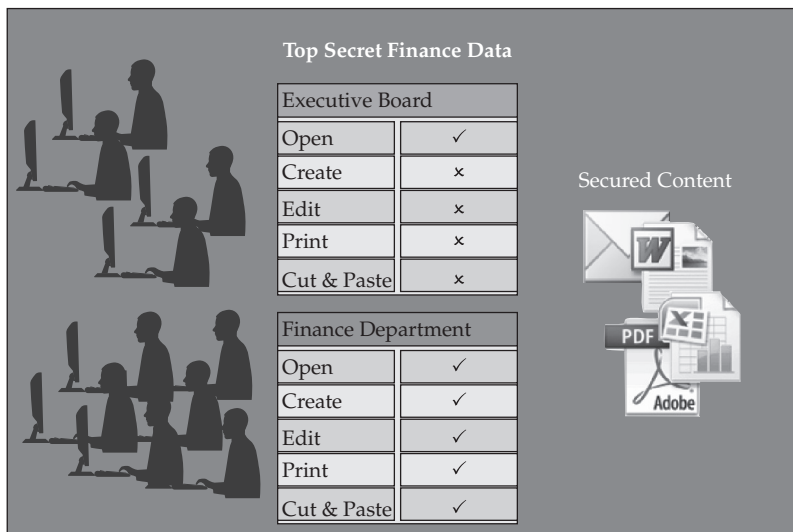 Top Secret Finance Data
Executive Board
Open ✓
Create ×
Edit ×
Print ×
Cut & Paste ×
Finance Department
Open ✓
Create ✓
Edit ✓
Print ✓
Cut & Paste ✓
Secured Content
W
X
PDF
Adobe